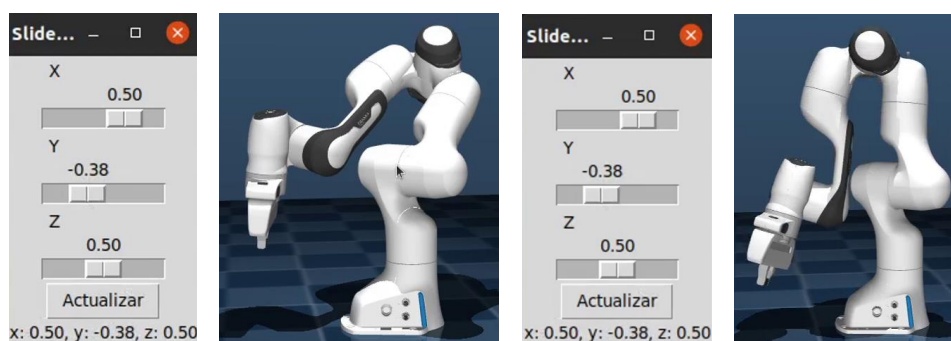 Slide...
X
0.50
Y
-0.38
Z
0.50
Actualizar
x: 0.50, y: -0.38, z: 0.50
Slide...
X
0.50
Y
-0.38
Z
0.50
Actualizar
x: 0.50, y: -0.38, z: 0.50